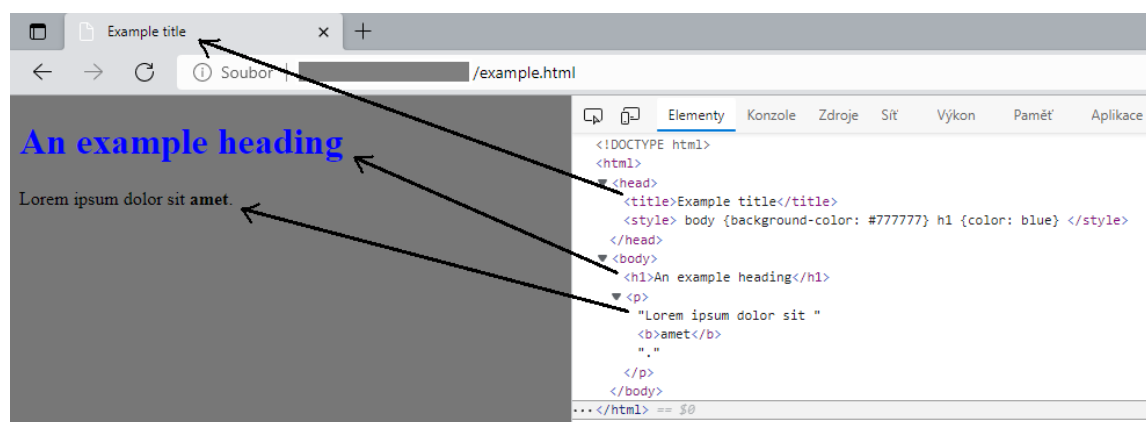 Example title
Soubor /example.html
An example heading
Lorem ipsum dolor sit amet.
Elementy Konzole Zdroje Síť Výkon Paměť Aplikace
<!DOCTYPE html>
<html>
<head>
<title>Example title</title>
<style> body {background-color: #777777} h1 {color: blue} </style>
</head>
<body>
<h1>An example heading</h1>
<p>
"Lorem ipsum dolor sit "
<b>amet</b>
"."
</p>
</body>
···</html> == $0